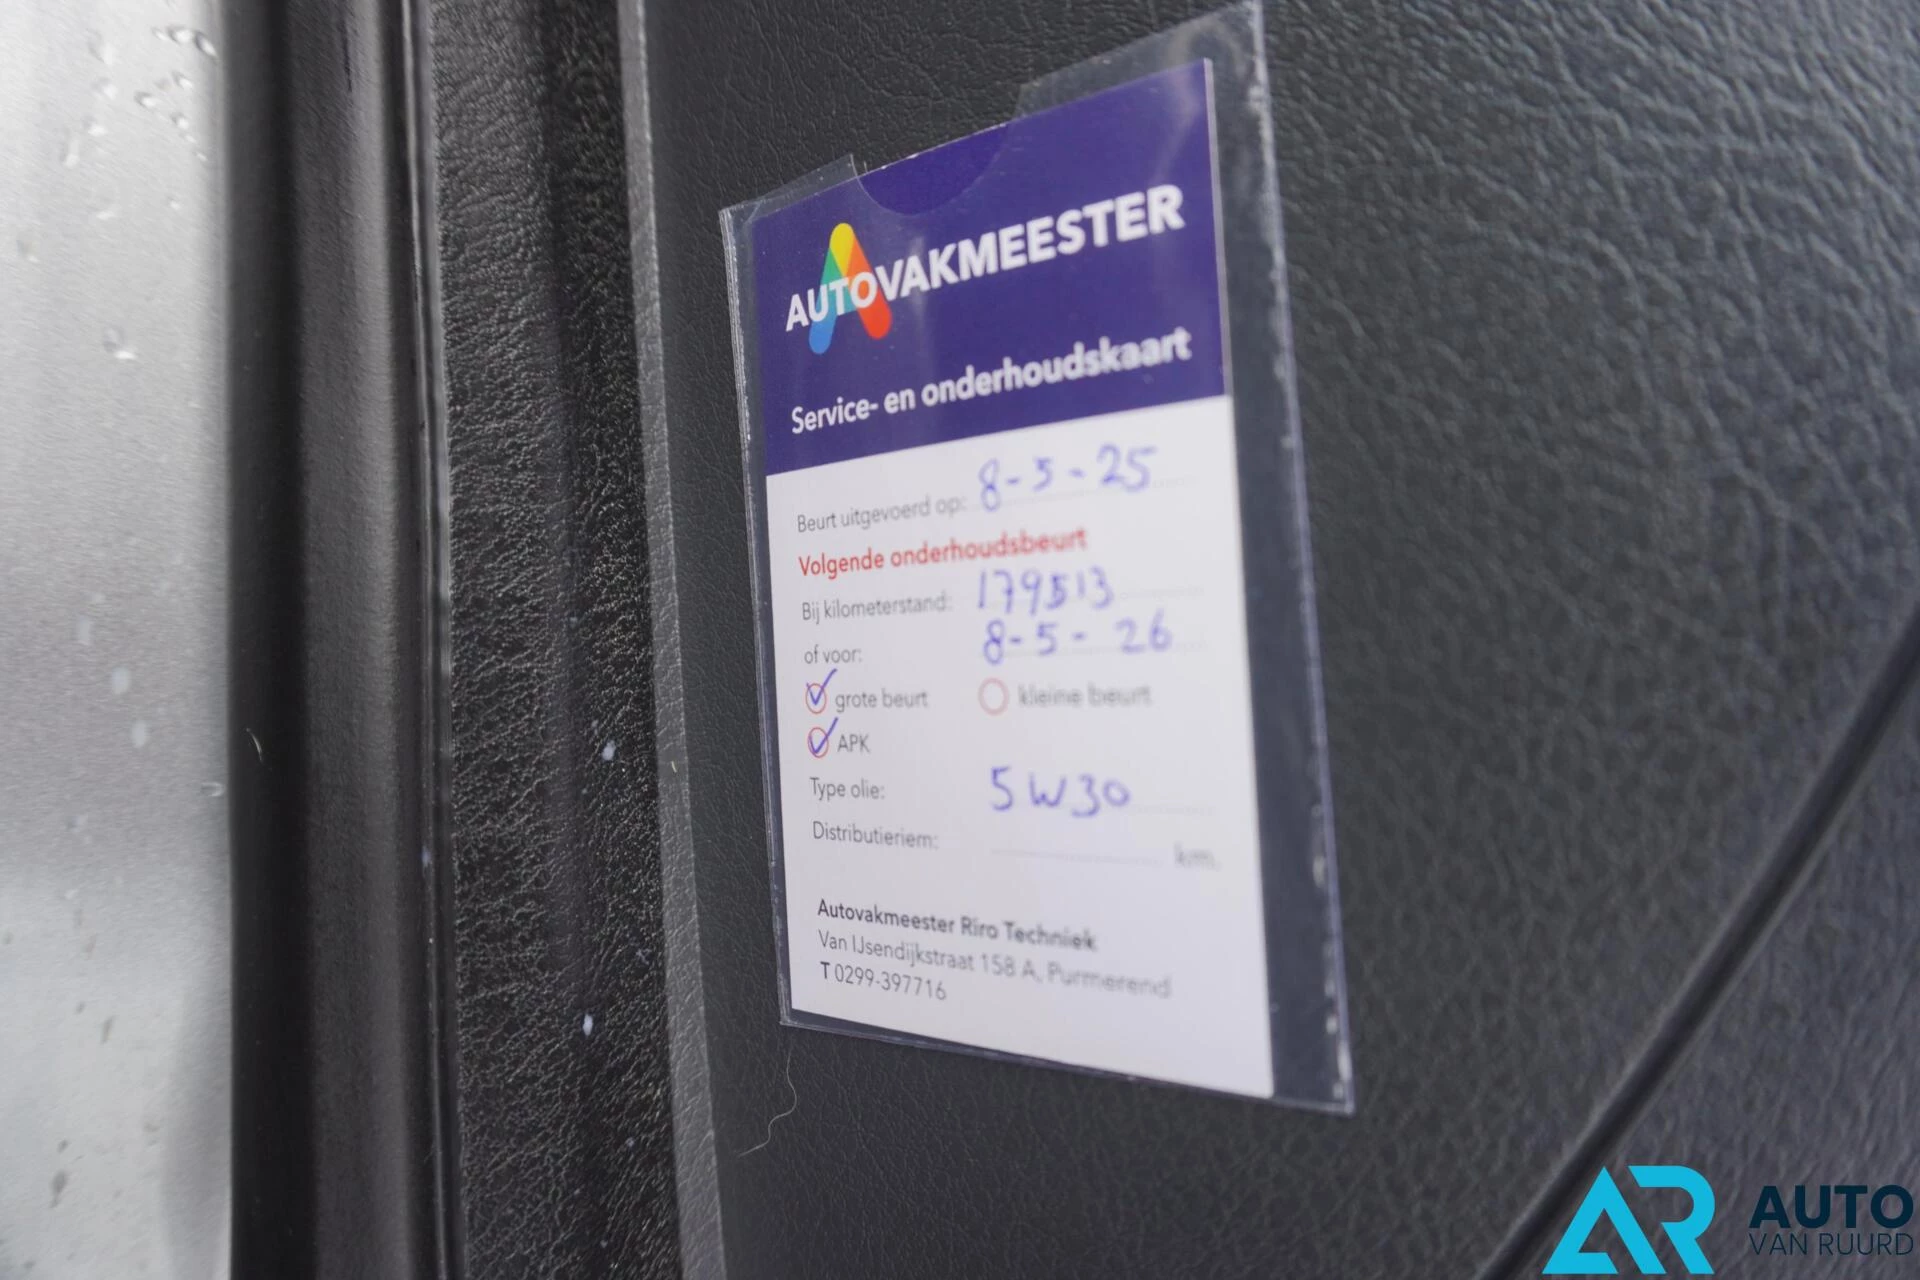 AUTOVAKMEESTER
Service- en onderhoudskaart
Beurt uitgevoerd op: 8-5-25
Volgende onderhoudsbeurt
Bij kilometerstand: 179513
of voor: 8-5-26
grote beurt kleine beurt
APK
Type olie: 5W30
Distributieriem: km.
Autovakmeester Riro Techniek
Van IJsendijkstraat 158 A, Purmerend
T 0299-397716
AR AUTO
VAN RUURD